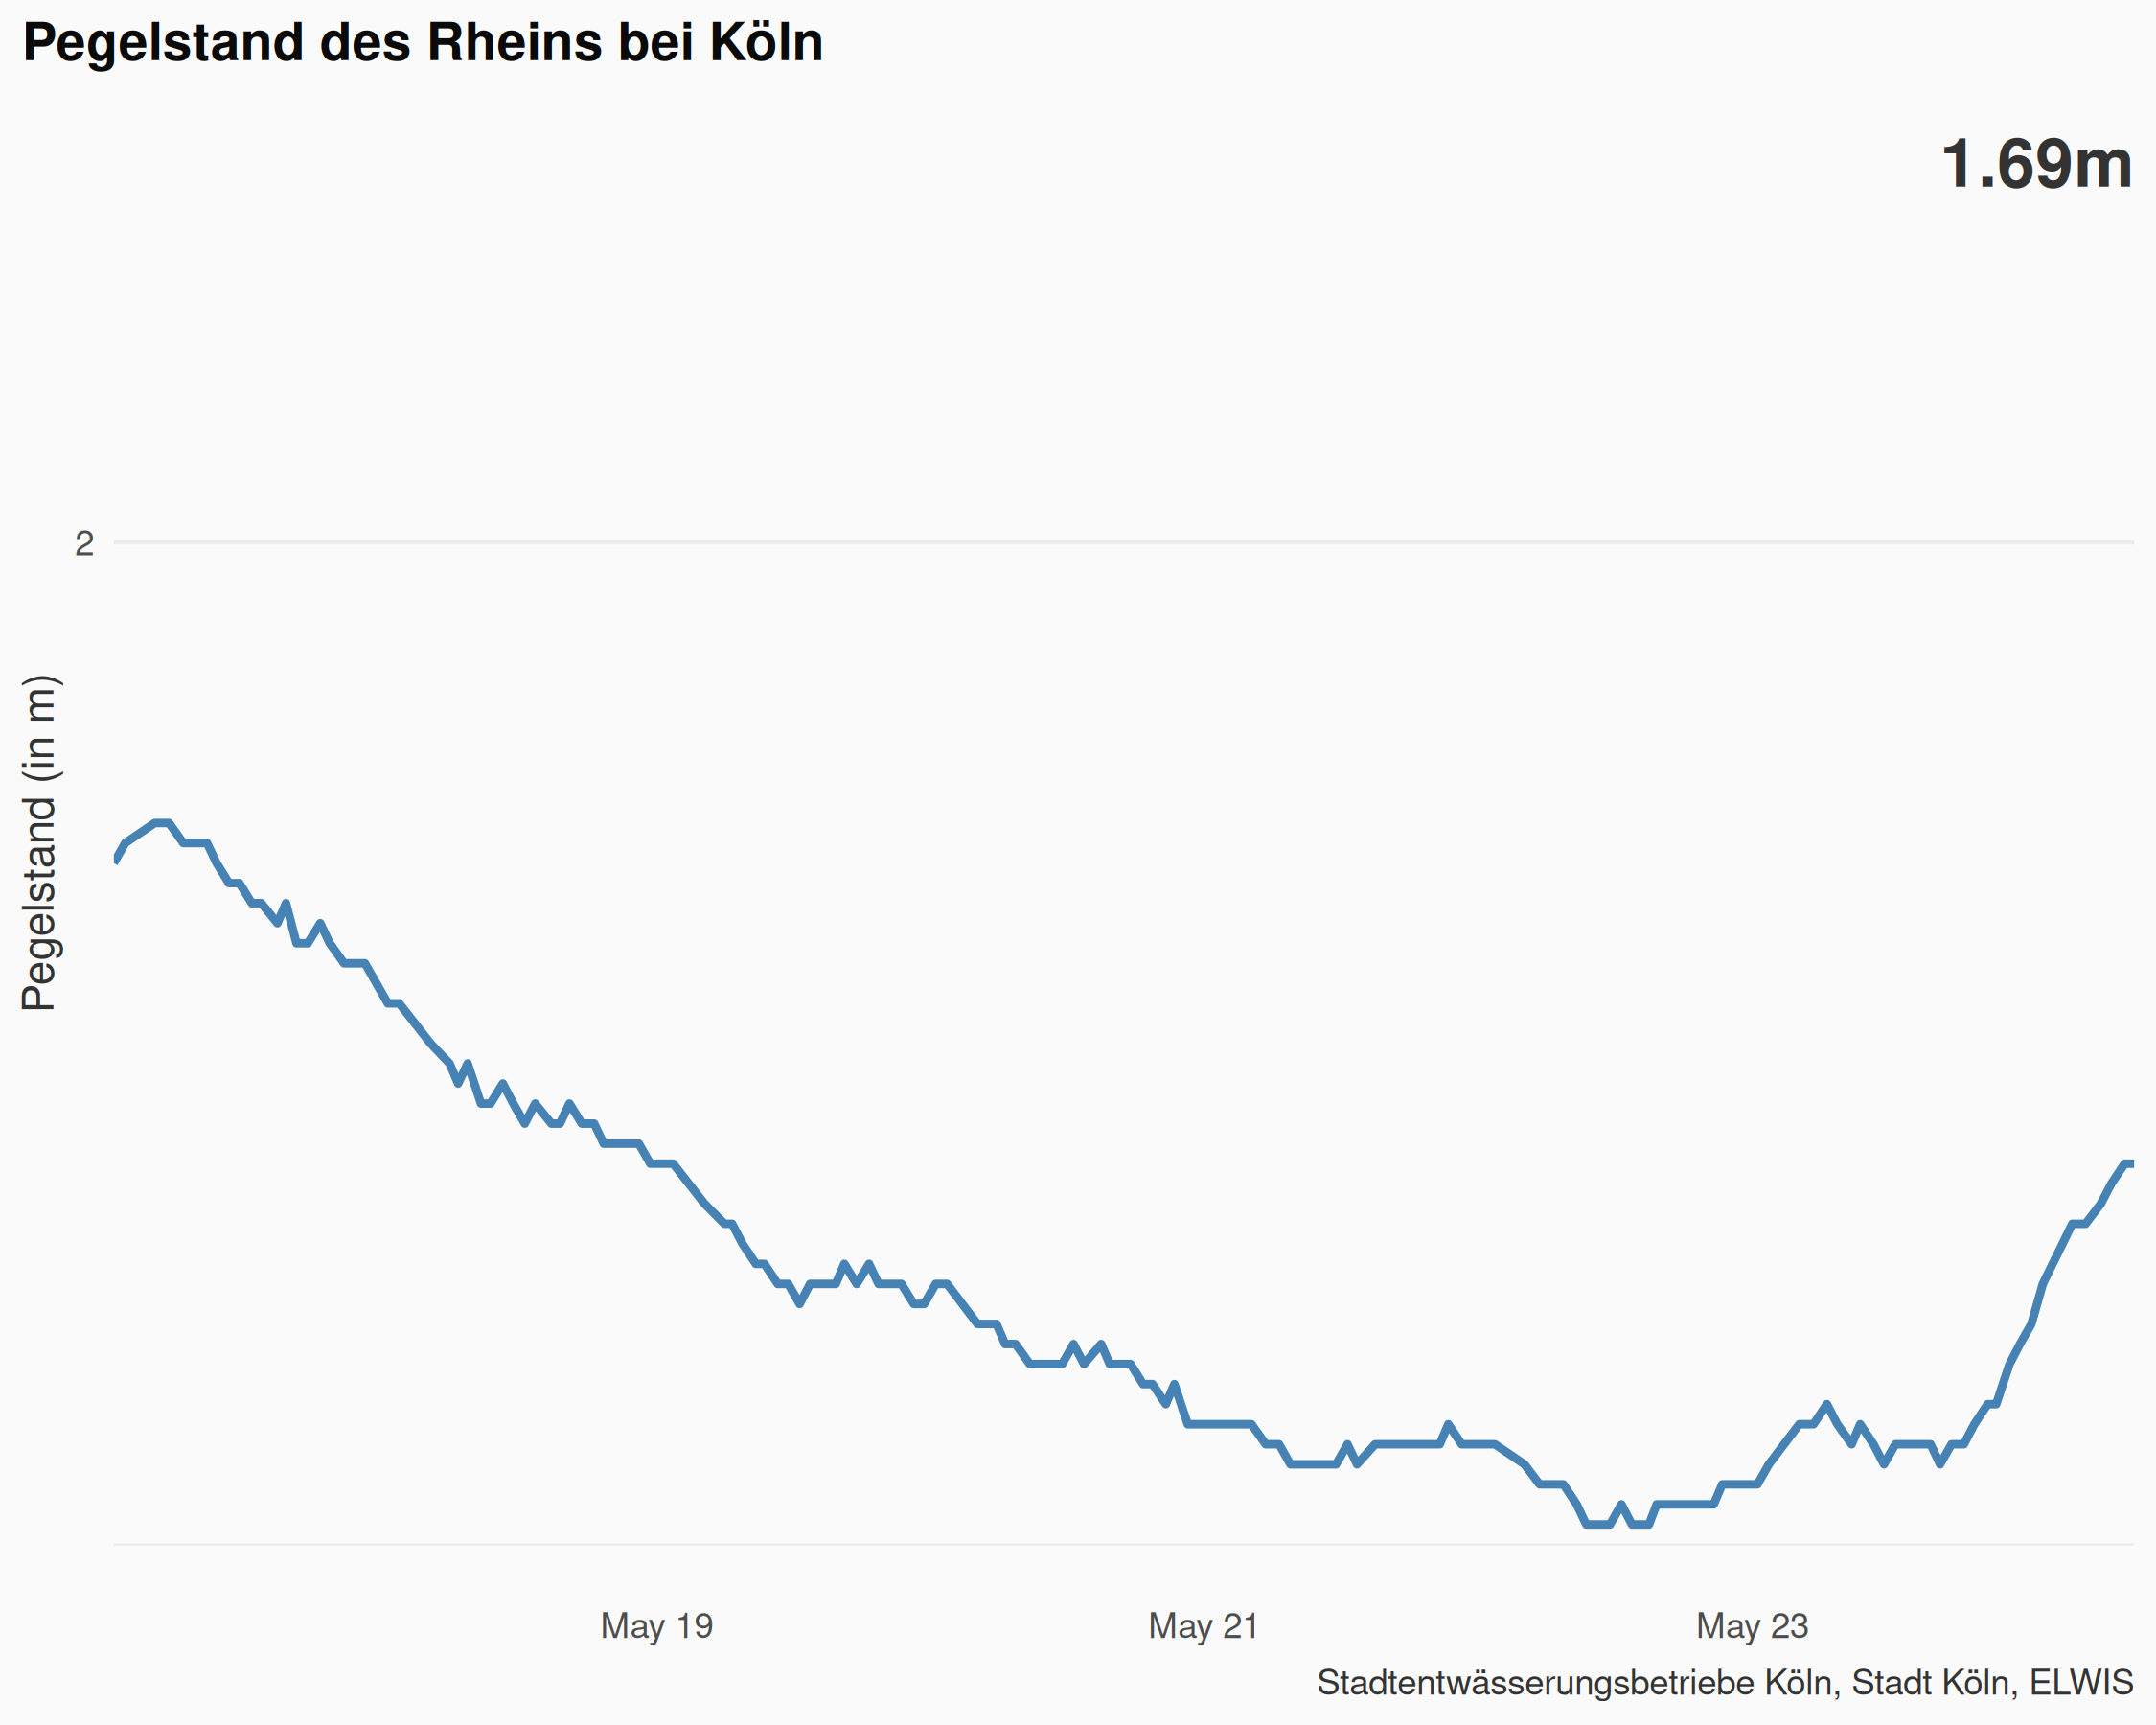 Pegelstand des Rheins bei Köln
1.69m
2
Pegelstand (in m)
May 19
May 21
May 23
Stadtentwässerungsbetriebe Köln, Stadt Köln, ELWIS